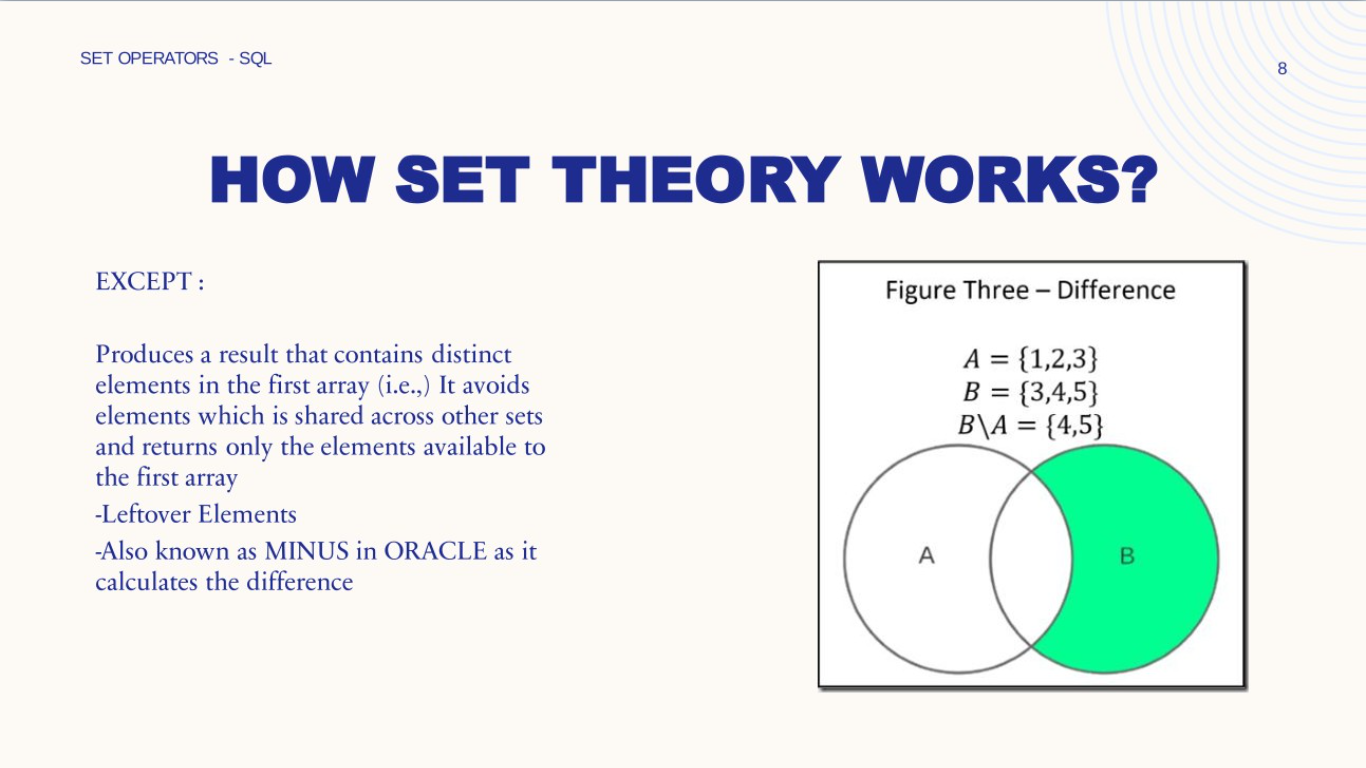 SET OPERATORS - SQL
8
HOW SET THEORY WORKS?
EXCEPT :
Produces a result that contains distinct
elements in the first array (i.e.,) It avoids
elements which is shared across other sets
and returns only the elements available to
the first array
-Leftover Elements
-Also known as MINUS in ORACLE as it
calculates the difference
Figure Three – Difference
A = {1,2,3}
B = {3,4,5}
B\A = {4,5}
A
B